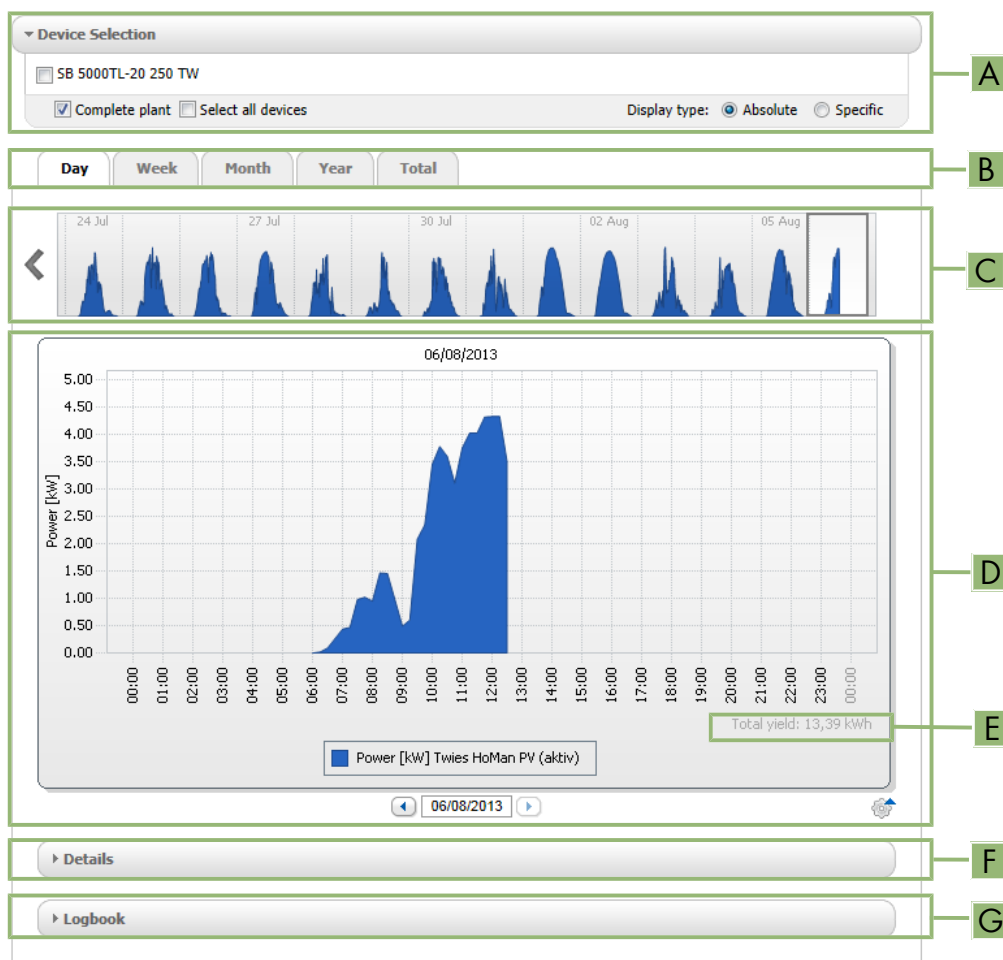 Device Selection
SB 5000TL-20 250 TW
Complete plant Select all devices Display type: Absolute Specific
A
Day Week Month Year Total
B
24 Jul 27 Jul 30 Jul 02 Aug 05 Aug
C
06/08/2013
5.00
4.50
4.00
3.50
3.00
2.50
2.00
1.50
1.00
0.50
0.00
Power [kW]
00:00 01:00 02:00 03:00 04:00 05:00 06:00 07:00 08:00 09:00 10:00 11:00 12:00 13:00 14:00 15:00 16:00 17:00 18:00 19:00 20:00 21:00 22:00 23:00 00:00
D
Total yield: 13,39 kWh
E
Power [kW] Twies HoMan PV (aktiv)
06/08/2013
Details
F
Logbook
G